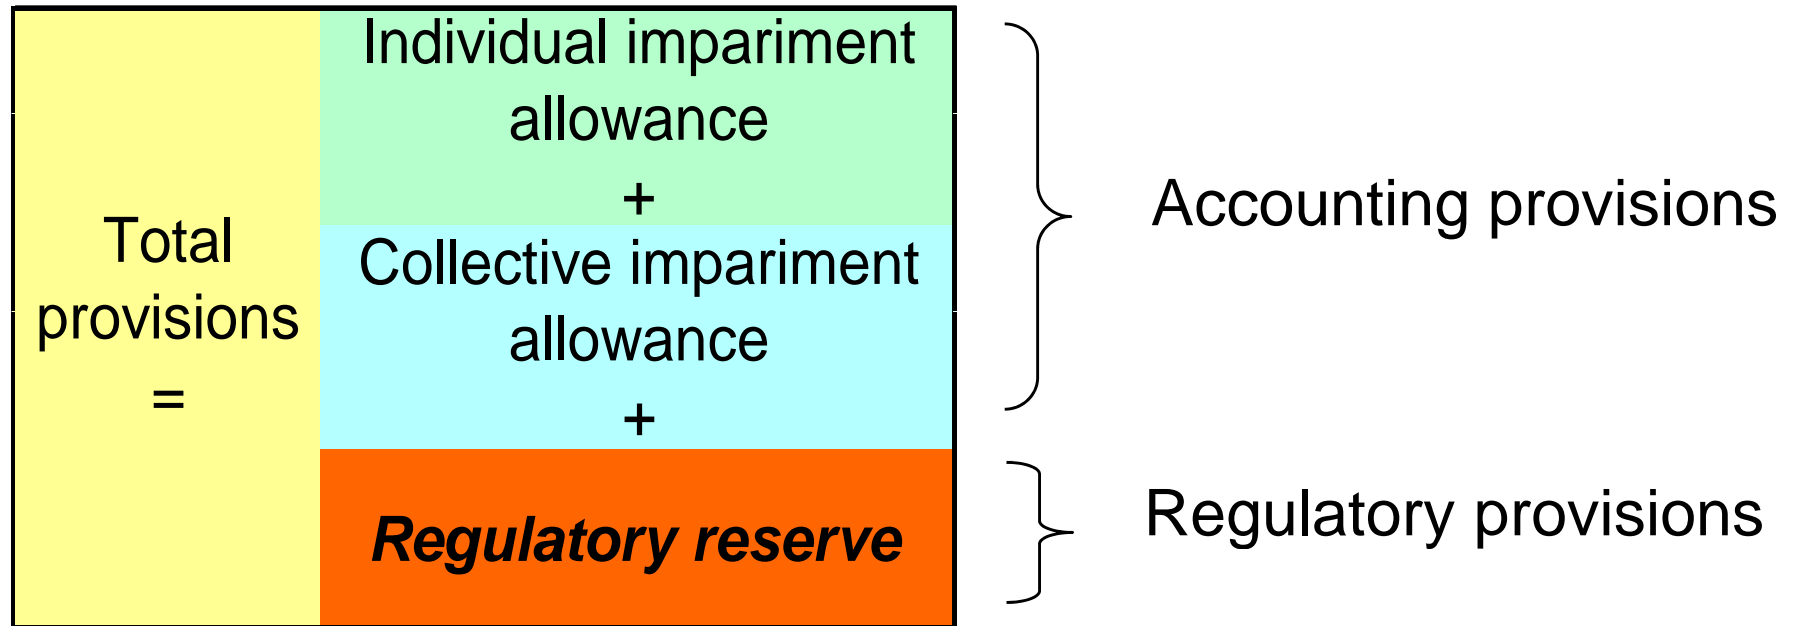 Total
provisions
=
Individual impariment
allowance
+
Collective impariment
allowance
+
Regulatory reserve
Accounting provisions
Regulatory provisions